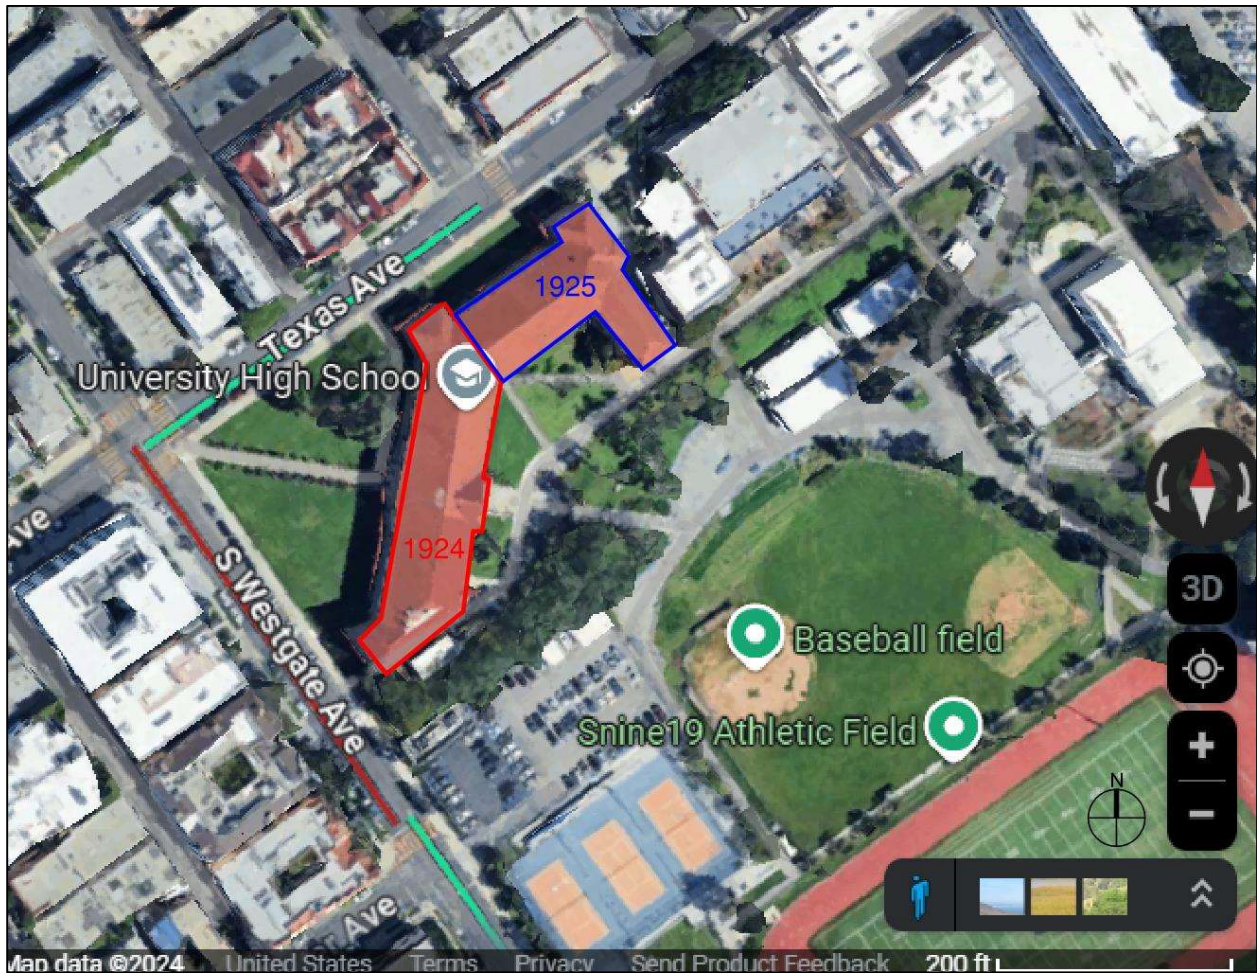 1925
Texas Ave
University High School
1924
Ave
S Westgate Ave
Baseball field
Snine19 Athletic Field
3D
N
Ave
Map data ©2024 United States Terms Privacy Send Product Feedback 200 ft